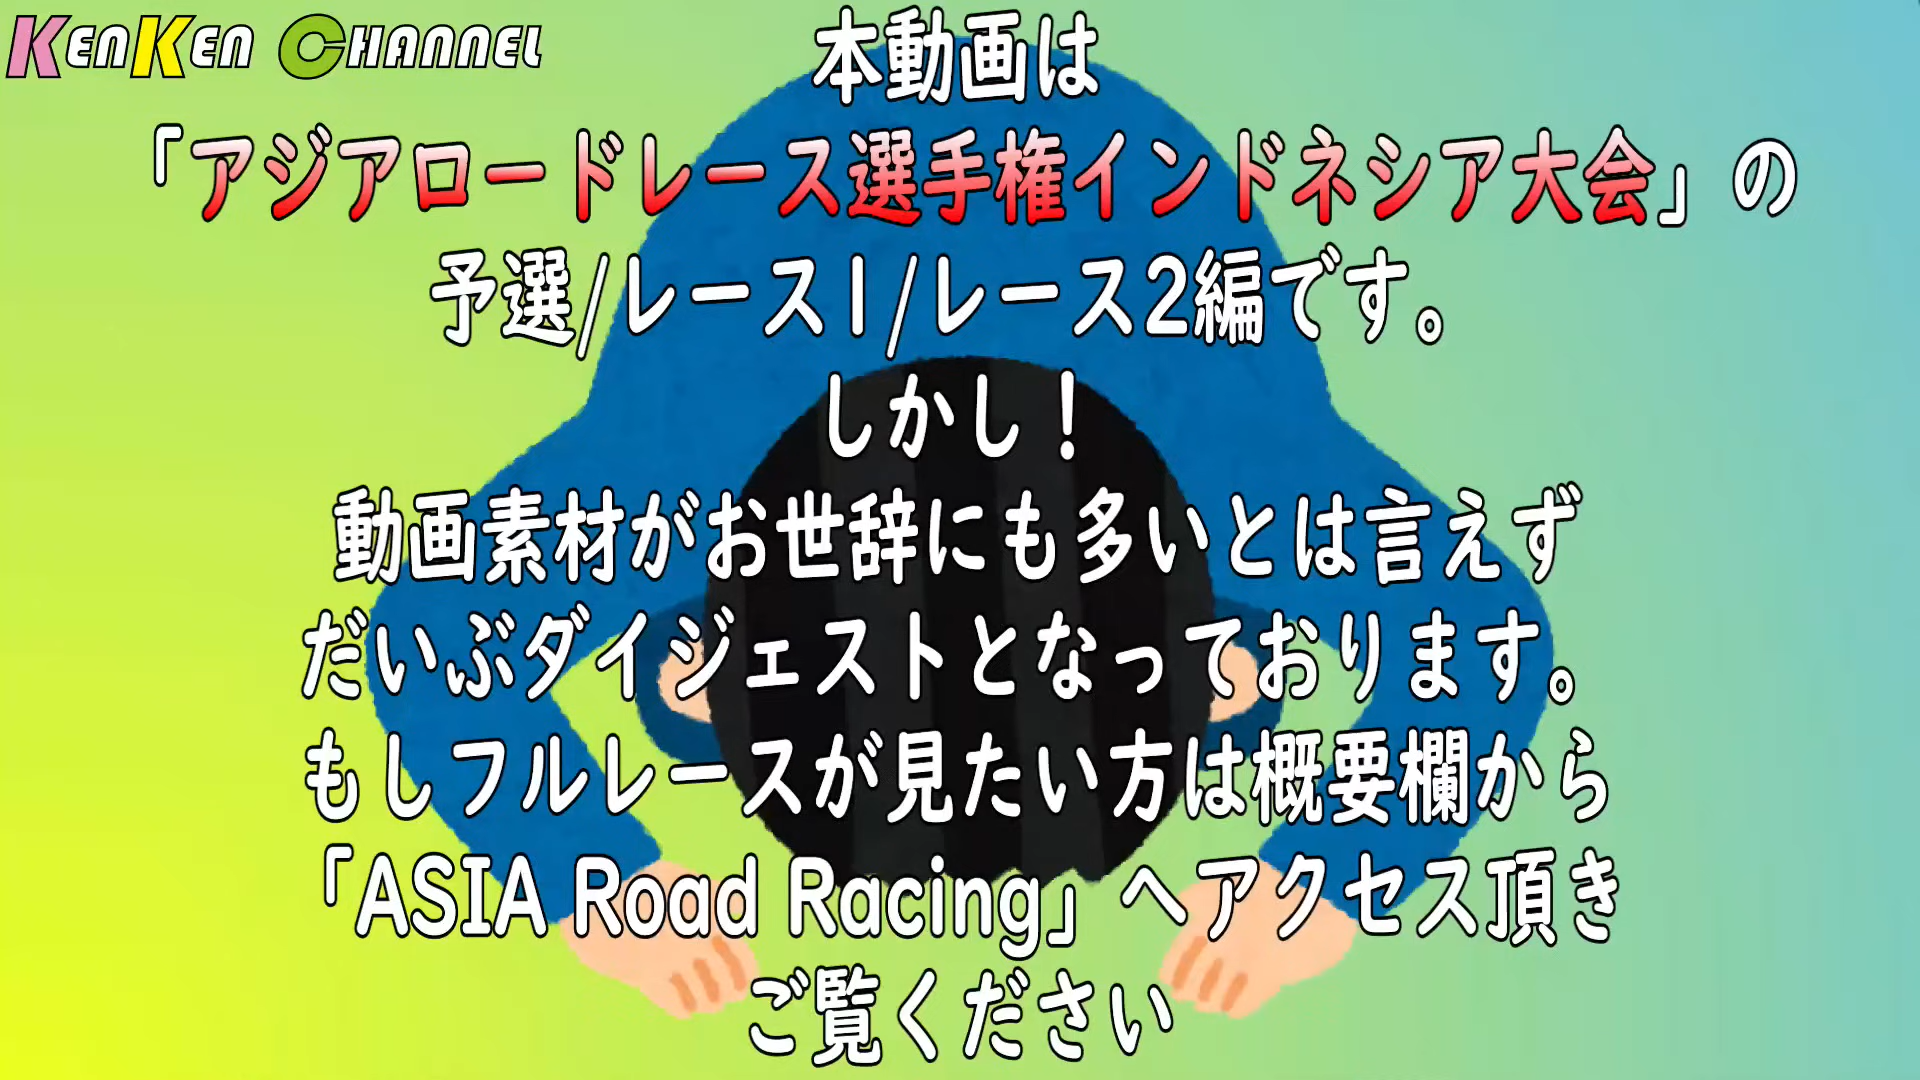 KENKEN CHANNEL
本動画は
「アジアロードレース選手権インドネシア大会」の
予選/レース1/レース2編です。
しかし!
動画素材がお世辞にも多いとは言えず
だいぶダイジェストとなっております。
もしフルレースが見たい方は概要欄から
「ASIA Road Racing」へアクセス頂き
ご覧ください